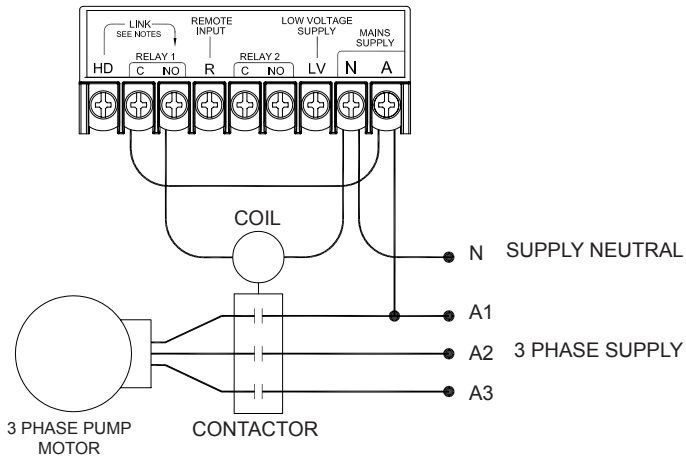 LINK
SEE NOTES
REMOTE
INPUT
LOW VOLTAGE
SUPPLY
MAINS
SUPPLY
RELAY 1
RELAY 2
HD C NO R C NO LV N A
COIL
N SUPPLY NEUTRAL
A1
A2 3 PHASE SUPPLY
A3
3 PHASE PUMP
MOTOR
CONTACTOR